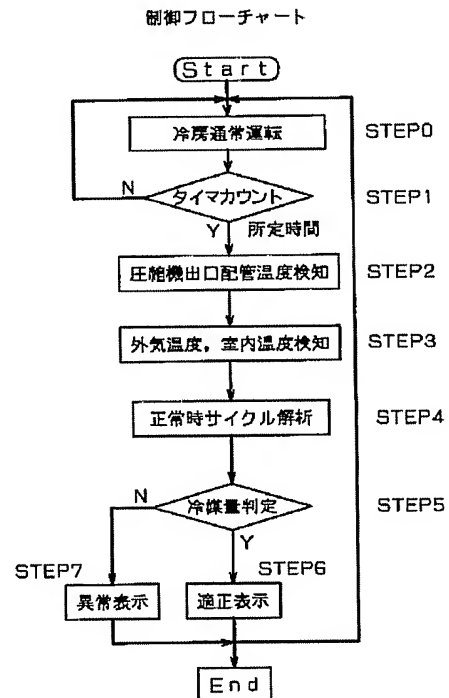 制御フローチャート
Start
冷房通常運転 STEP0
N タイマカウント STEP1
Y 所定時間
圧縮機出口配管温度検知 STEP2
外気温度，室内温度検知 STEP3
正常時サイクル解析 STEP4
N 冷媒量判定 STEP5
Y
STEP7 STEP6
異常表示 適正表示
End